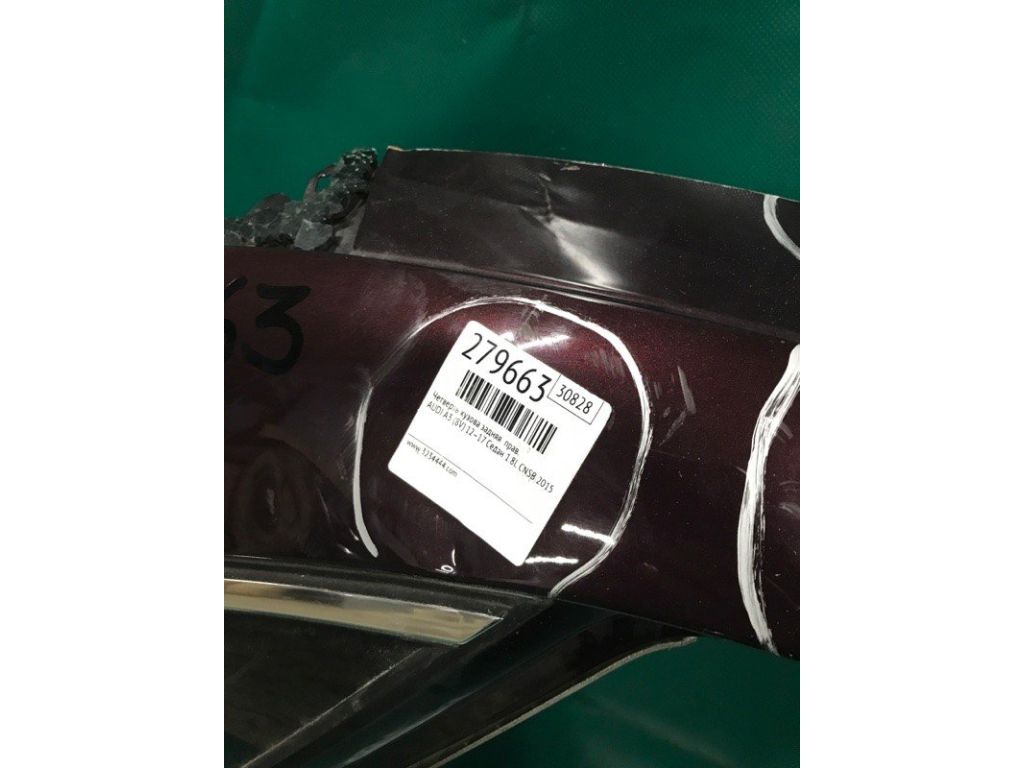 63
279663
30828
Четверть кузова задняя прав.
AUDI A3 (8V) 12-17 Седан 1.8L CNSB 2015
www.3234444.com